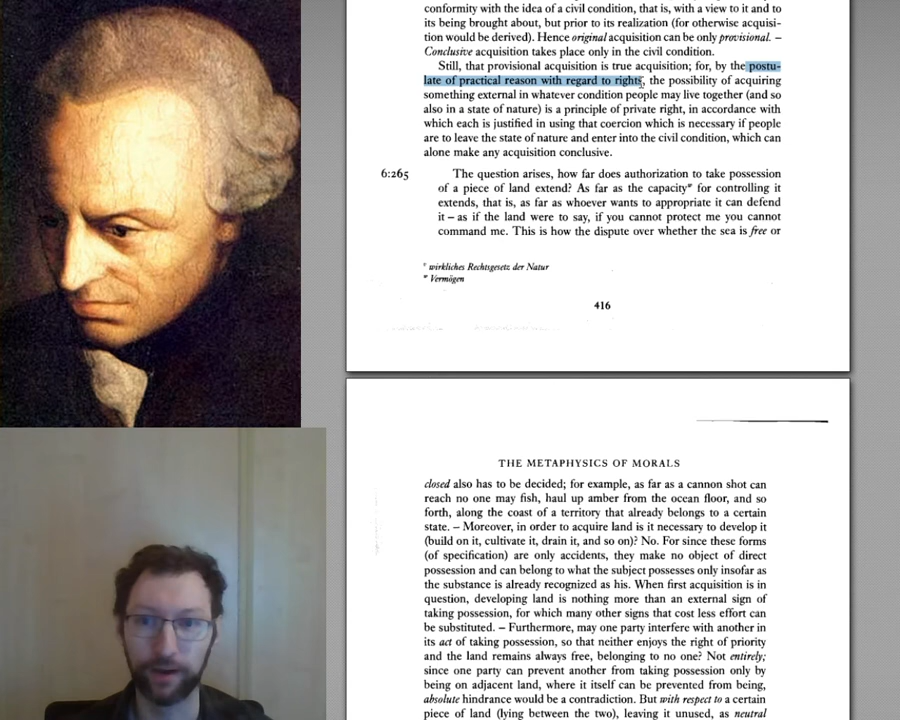 conformity with the idea of a civil condition, that is, with a view to it and to
its being brought about, but prior to its realization (for otherwise acquisi-
tion would be derived). Hence original acquisition can be only provisional. –
Conclusive acquisition takes place only in the civil condition.
Still, that provisional acquisition is true acquisition; for, by the postu-
late of practical reason with regard to rights, the possibility of acquiring
something external in whatever condition people may live together (and so
also in a state of nature) is a principle of private right, in accordance with
which each is justified in using that coercion which is necessary if people
are to leave the state of nature and enter into the civil condition, which can
alone make any acquisition conclusive.
6:265 The question arises, how far does authorization to take possession
of a piece of land extend? As far as the capacity* for controlling it
extends, that is, as far as whoever wants to appropriate it can defend
it – as if the land were to say, if you cannot protect me you cannot
command me. This is how the dispute over whether the sea is free or
wirkliches Rechtsgesetz der Natur
Vermögen
416
THE METAPHYSICS OF MORALS
closed also has to be decided; for example, as far as a cannon shot can
reach no one may fish, haul up amber from the ocean floor, and so
forth, along the coast of a territory that already belongs to a certain
state. – Moreover, in order to acquire land is it necessary to develop it
(build on it, cultivate it, drain it, and so on)? No. For since these forms
(of specification) are only accidents, they make no object of direct
possession and can belong to what the subject possesses only insofar as
the substance is already recognized as his. When first acquisition is in
question, developing land is nothing more than an external sign of
taking possession, for which many other signs that cost less effort can
be substituted. – Furthermore, may one party interfere with another in
its act of taking possession, so that neither enjoys the right of priority
and the land remains always free, belonging to no one? Not entirely;
since one party can prevent another from taking possession only by
being on adjacent land, where it itself can be prevented from being,
absolute hindrance would be a contradiction. But with respect to a certain
piece of land (lying between the two), leaving it unused, as neutral